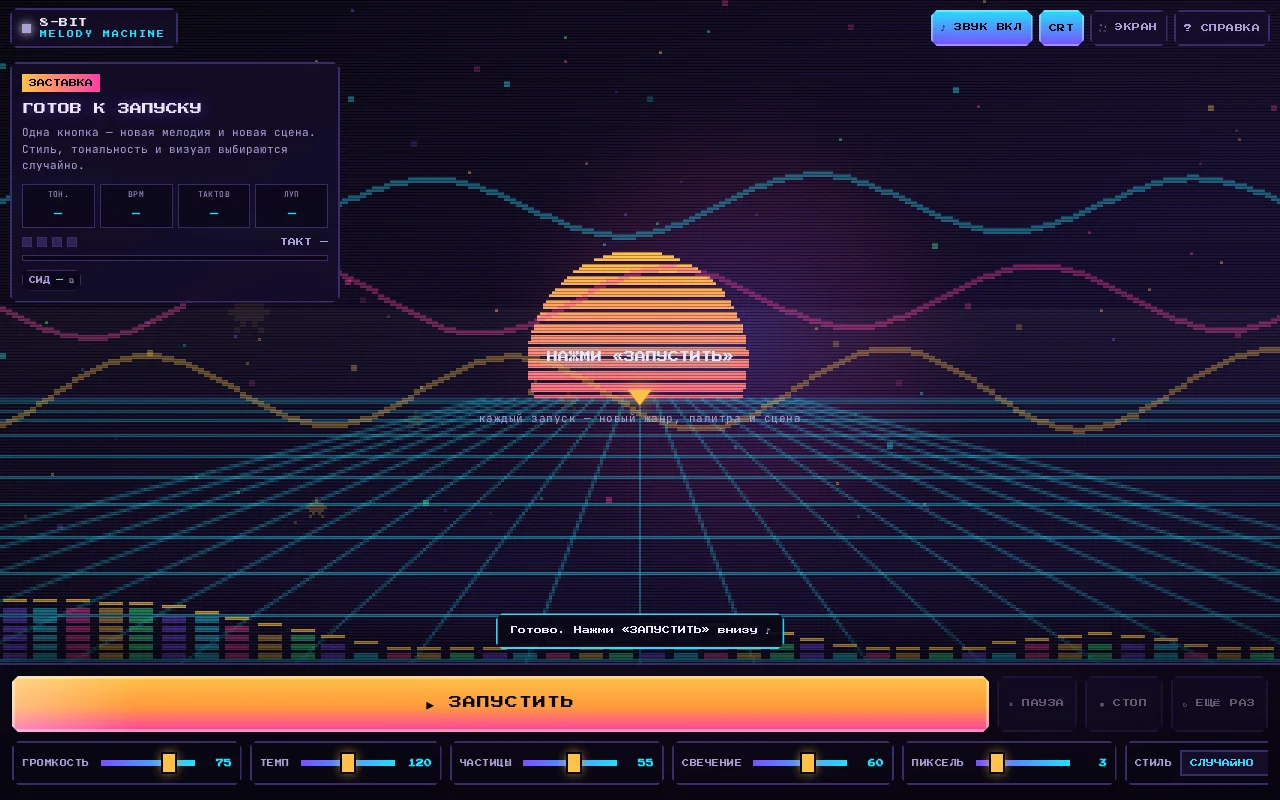 8-BIT
MELODY MACHINE
♪ ЗВУК ВКЛ
CRT
ЭКРАН
? СПРАВКА
ЗАСТАВКА
ГОТОВ К ЗАПУСКУ
Одна кнопка — новая мелодия и новая сцена.
Стиль, тональность и визуал выбираются
случайно.
ТОН.
BPM
ТАКТОВ
ЛУП
—
—
—
—
ТАКТ —
СИД —
НАЖМИ «ЗАПУСТИТЬ»
каждый запуск — новый жанр, палитра и сцена
Готово. Нажми «ЗАПУСТИТЬ» внизу ♪
▶ ЗАПУСТИТЬ
ПАУЗА
СТОП
ЕЩЁ РАЗ
ГРОМКОСТЬ 75
ТЕМП 120
ЧАСТИЦЫ 55
СВЕЧЕНИЕ 60
ПИКСЕЛЬ 3
СТИЛЬ СЛУЧАЙНО